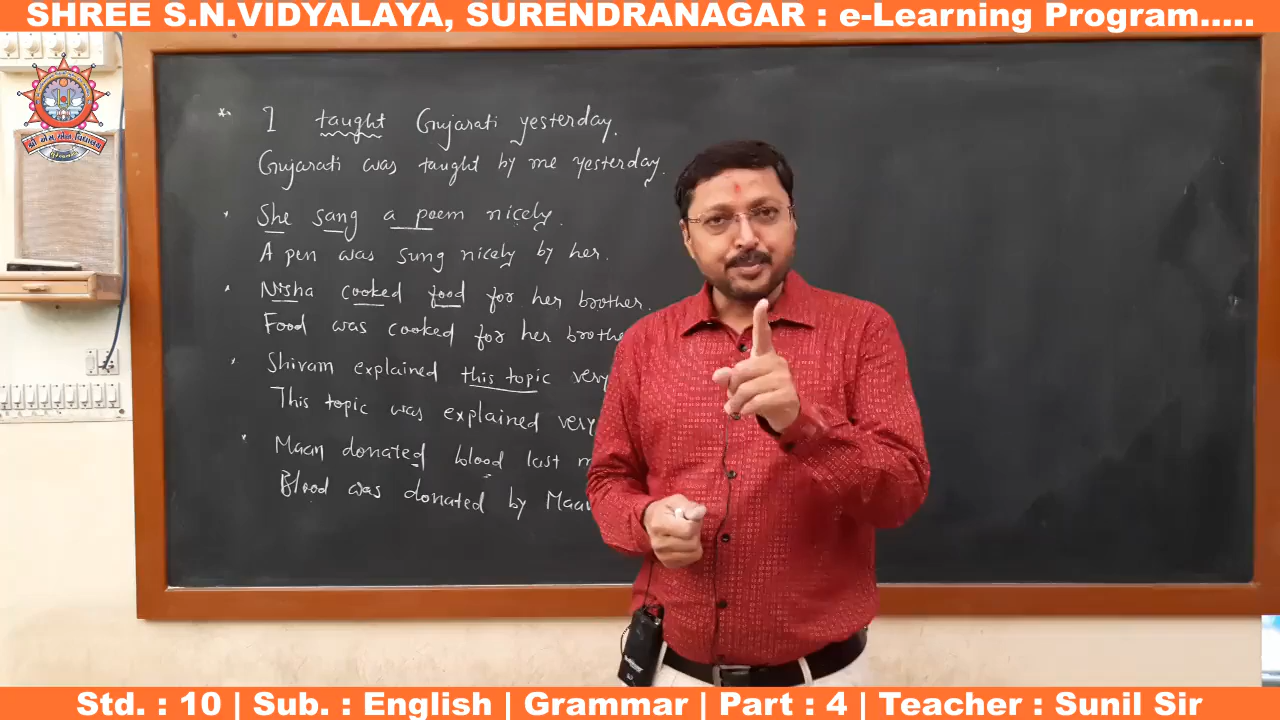 SHREE S.N.VIDYALAYA, SURENDRANAGAR : e-Learning Program.....
I taught Gujarati yesterday.
Gujarati was taught by me yesterday.
She sang a poem nicely.
A pen was sung nicely by her.
Nisha cooked food for her brother.
Food was cooked for her brothe
Shivam explained this topic very
This topic was explained very
Maan donated blood last m
Blood was donated by Maan
Std. : 10 | Sub. : English | Grammar | Part : 4 | Teacher : Sunil Sir